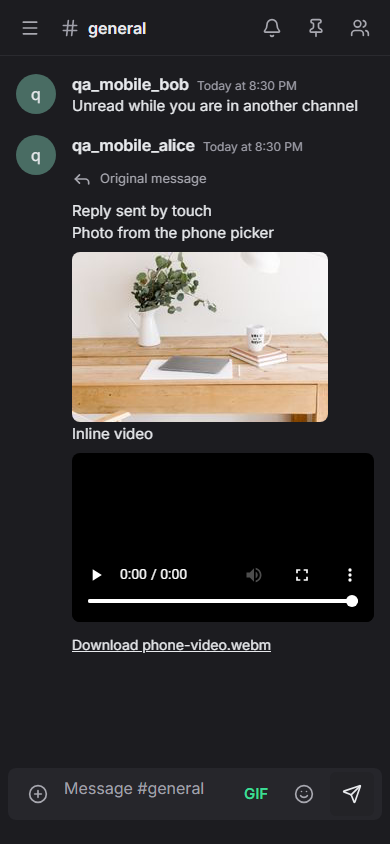 # general
q
qa_mobile_bob Today at 8:30 PM
Unread while you are in another channel
q
qa_mobile_alice Today at 8:30 PM
Original message
Reply sent by touch
Photo from the phone picker
Inline video
0:00 / 0:00
Download phone-video.webm
Message #general
GIF